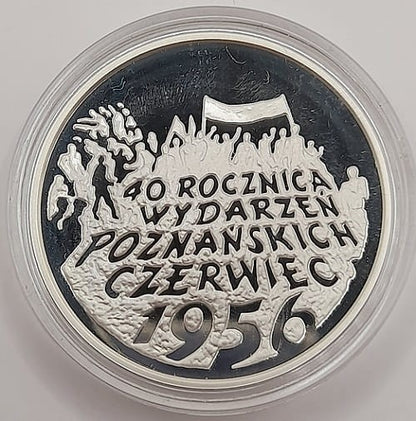 40 ROCZNICA
WYDARZEŃ
POZNAŃSKICH
CZERWIEC
1956